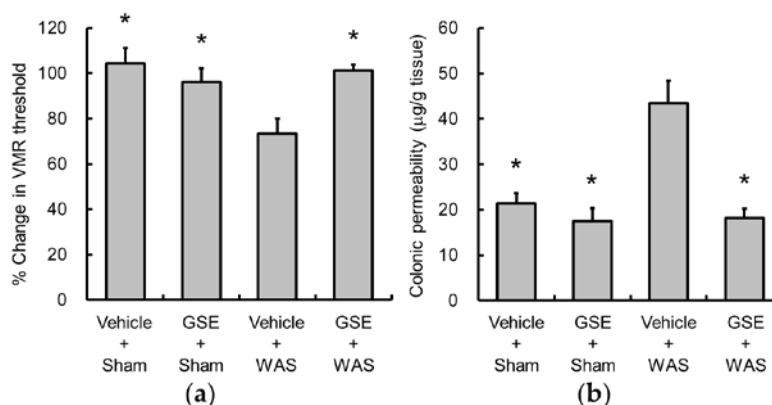 120
100
80
60
40
20
0
% Change in VMR threshold
*
*
*
Vehicle GSE Vehicle GSE
+ + + +
Sham Sham WAS WAS
(a)
60
50
40
30
20
10
0
Colonic permeability (μg/g tissue)
*
*
*
Vehicle GSE Vehicle GSE
+ + + +
Sham Sham WAS WAS
(b)